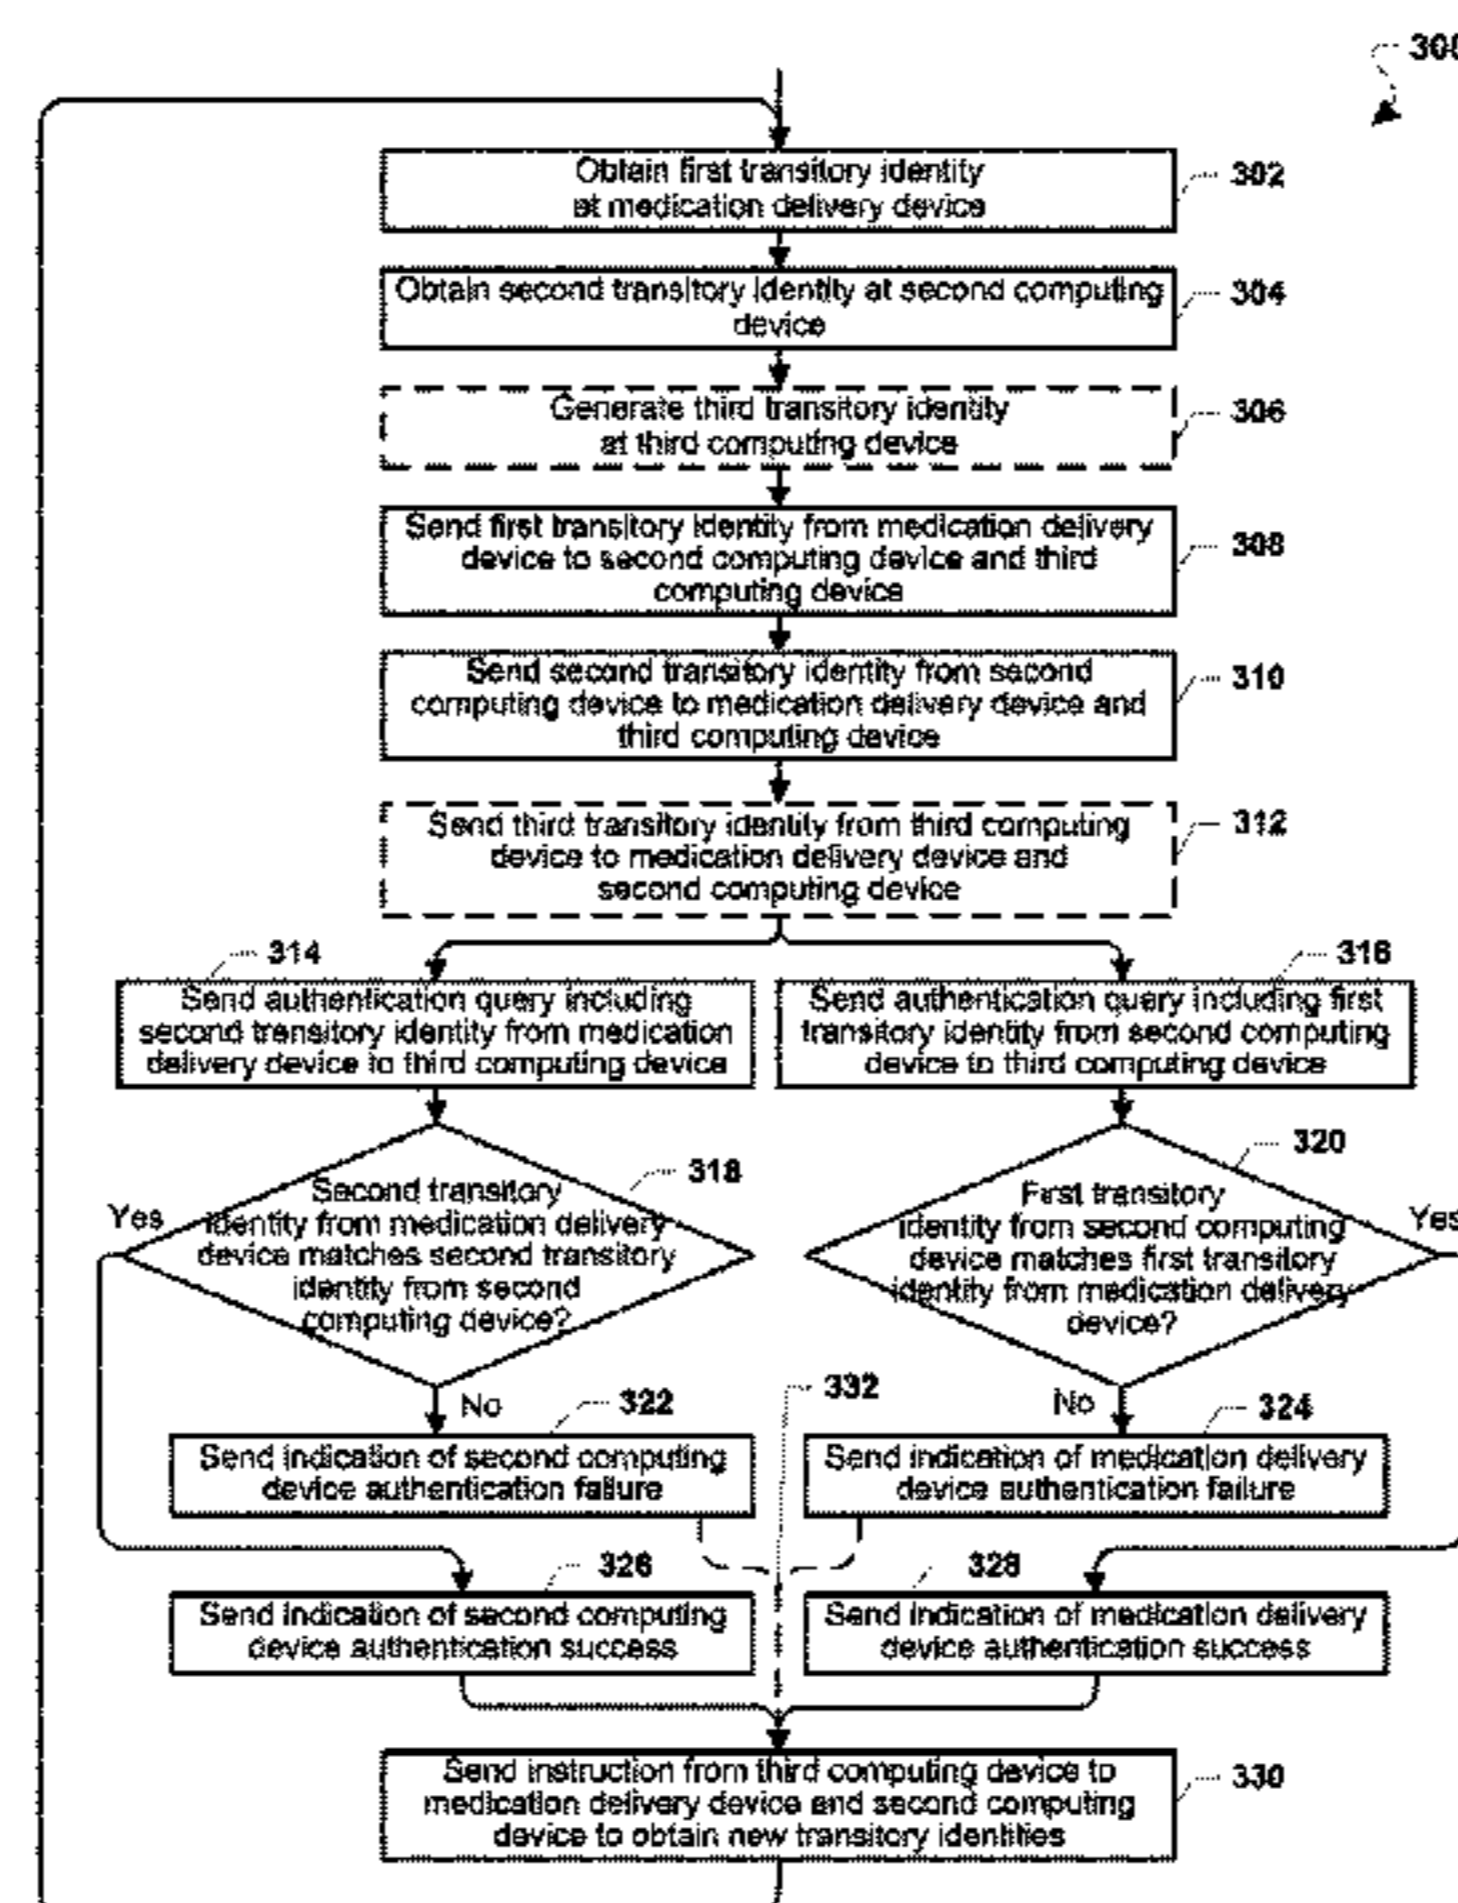 300
Obtain first transitory identity
at medication delivery device
302
Obtain second transitory identity at second computing
device
304
Generate third transitory identity
at third computing device
306
Send first transitory identity from medication delivery
device to second computing device and third
computing device
308
Send second transitory identity from second
computing device to medication delivery device and
third computing device
310
Send third transitory identity from third computing
device to medication delivery device and
second computing device
312
314
Send authentication query including
second transitory identity from medication
delivery device to third computing device
316
Send authentication query including first
transitory identity from second computing
device to third computing device
318
Yes
Second transitory
identity from medication delivery
device matches second transitory
identity from second
computing device?
320
First transitory
identity from second computing
device matches first transitory
identity from medication delivery
device?
Yes
No
322
332
No
324
Send indication of second computing
device authentication failure
Send indication of medication delivery
device authentication failure
326
328
Send indication of second computing
device authentication success
Send indication of medication delivery
device authentication success
Send instruction from third computing device to
medication delivery device and second computing
device to obtain new transitory identities
330